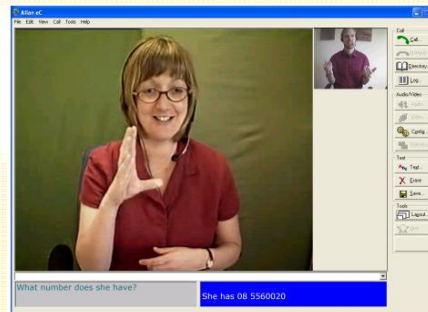 Allan eC
File Edit View Call Tools Help
Call
Call
Directory
Log
Audio/Video
Audio
Config
Text
Text...
Erase
Save...
Tools
Layout
What number does she have?
She has 08 5560020